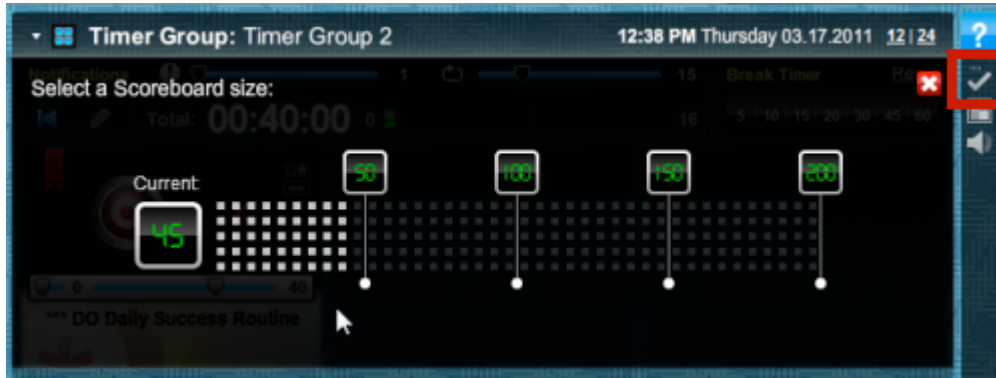 Timer Group: Timer Group 2 12:38 PM Thursday 03.17.2011 12 | 24 ?
Notifications 1 15 Break Timer Re
Select a Scoreboard size:
Total: 00:40:00 0 16 5 10 15 20 30 45 60
50 100 150 200
Current:
45
0 40
*** DO Daily Success Routine